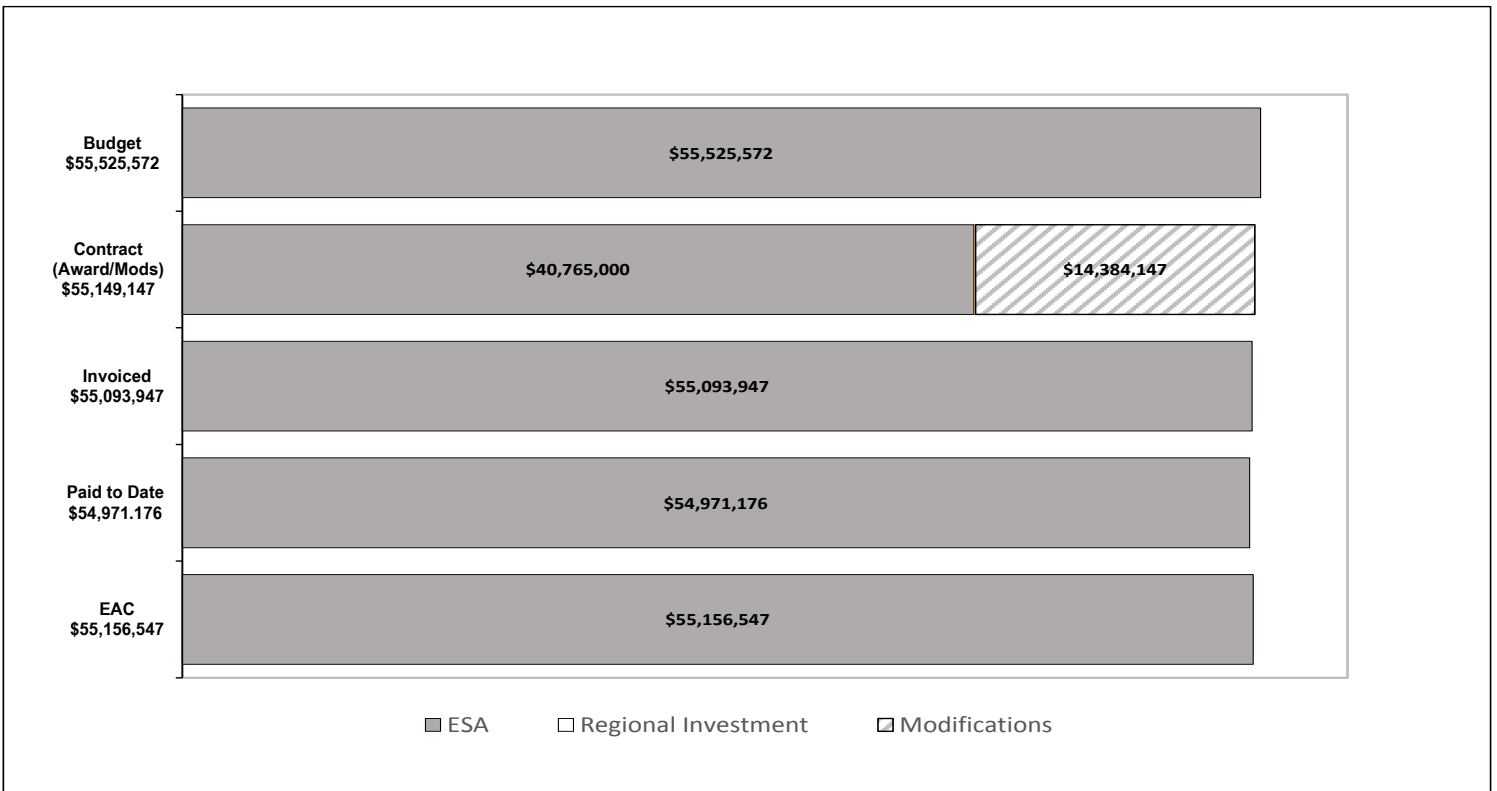 Budget
$55,525,572
$55,525,572
Contract
(Award/Mods)
$55,149,147
$40,765,000
$14,384,147
Invoiced
$55,093,947
$55,093,947
Paid to Date
$54,971.176
$54,971,176
EAC
$55,156,547
$55,156,547
ESA
Regional Investment
Modifications